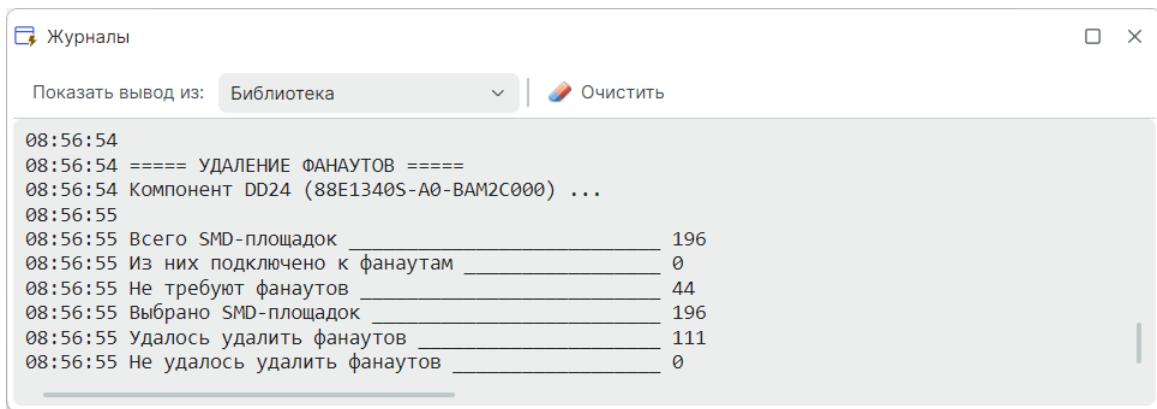 Журналы
Показать вывод из: Библиотека Очистить
08:56:54
08:56:54 ===== УДАЛЕНИЕ ФАНАУТОВ =====
08:56:54 Компонент DD24 (88E1340S-A0-BAM2C000) ...
08:56:55
08:56:55 Всего SMD-площадок ___________________________ 196
08:56:55 Из них подключено к фанаутам _________________ 0
08:56:55 Не требуют фанаутов __________________________ 44
08:56:55 Выбрано SMD-площадок _________________________ 196
08:56:55 Удалось удалить фанаутов _____________________ 111
08:56:55 Не удалось удалить фанаутов __________________ 0